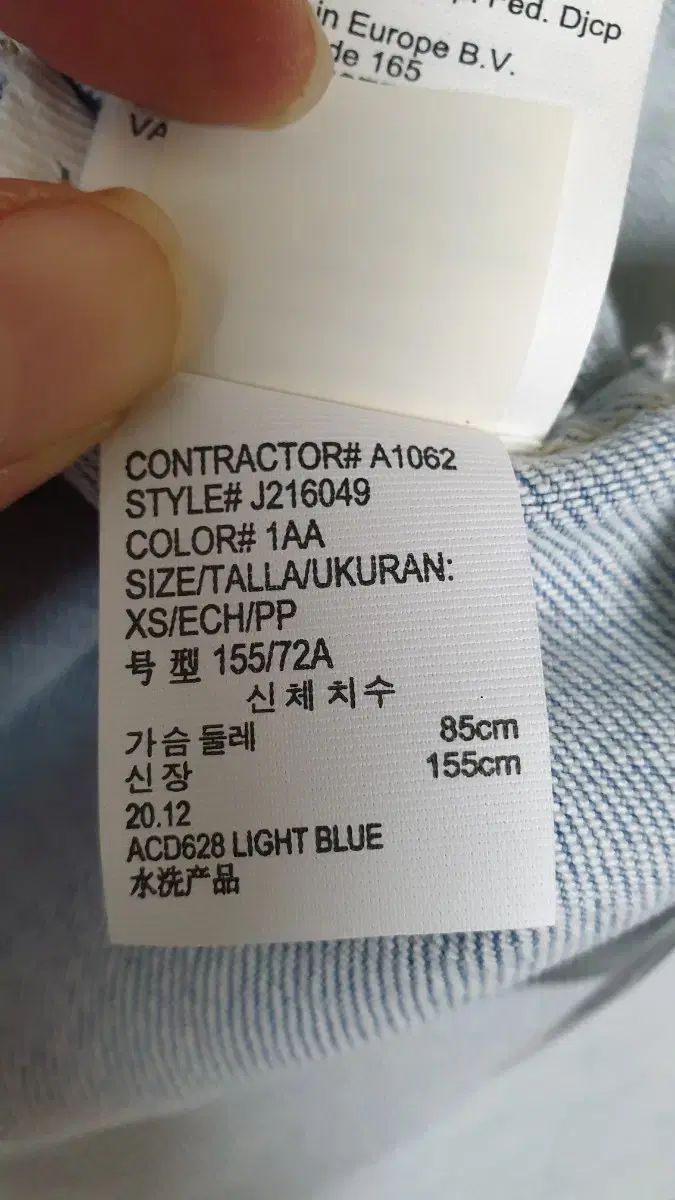 Fed. Djcp
in Europe B.V.
de 165
VA
CONTRACTOR# A1062
STYLE# J216049
COLOR# 1AA
SIZE/TALLA/UKURAN:
XS/ECH/PP
号型 155/72A
신체치수
가슴둘레 85cm
신장 155cm
20.12
ACD628 LIGHT BLUE
水洗产品